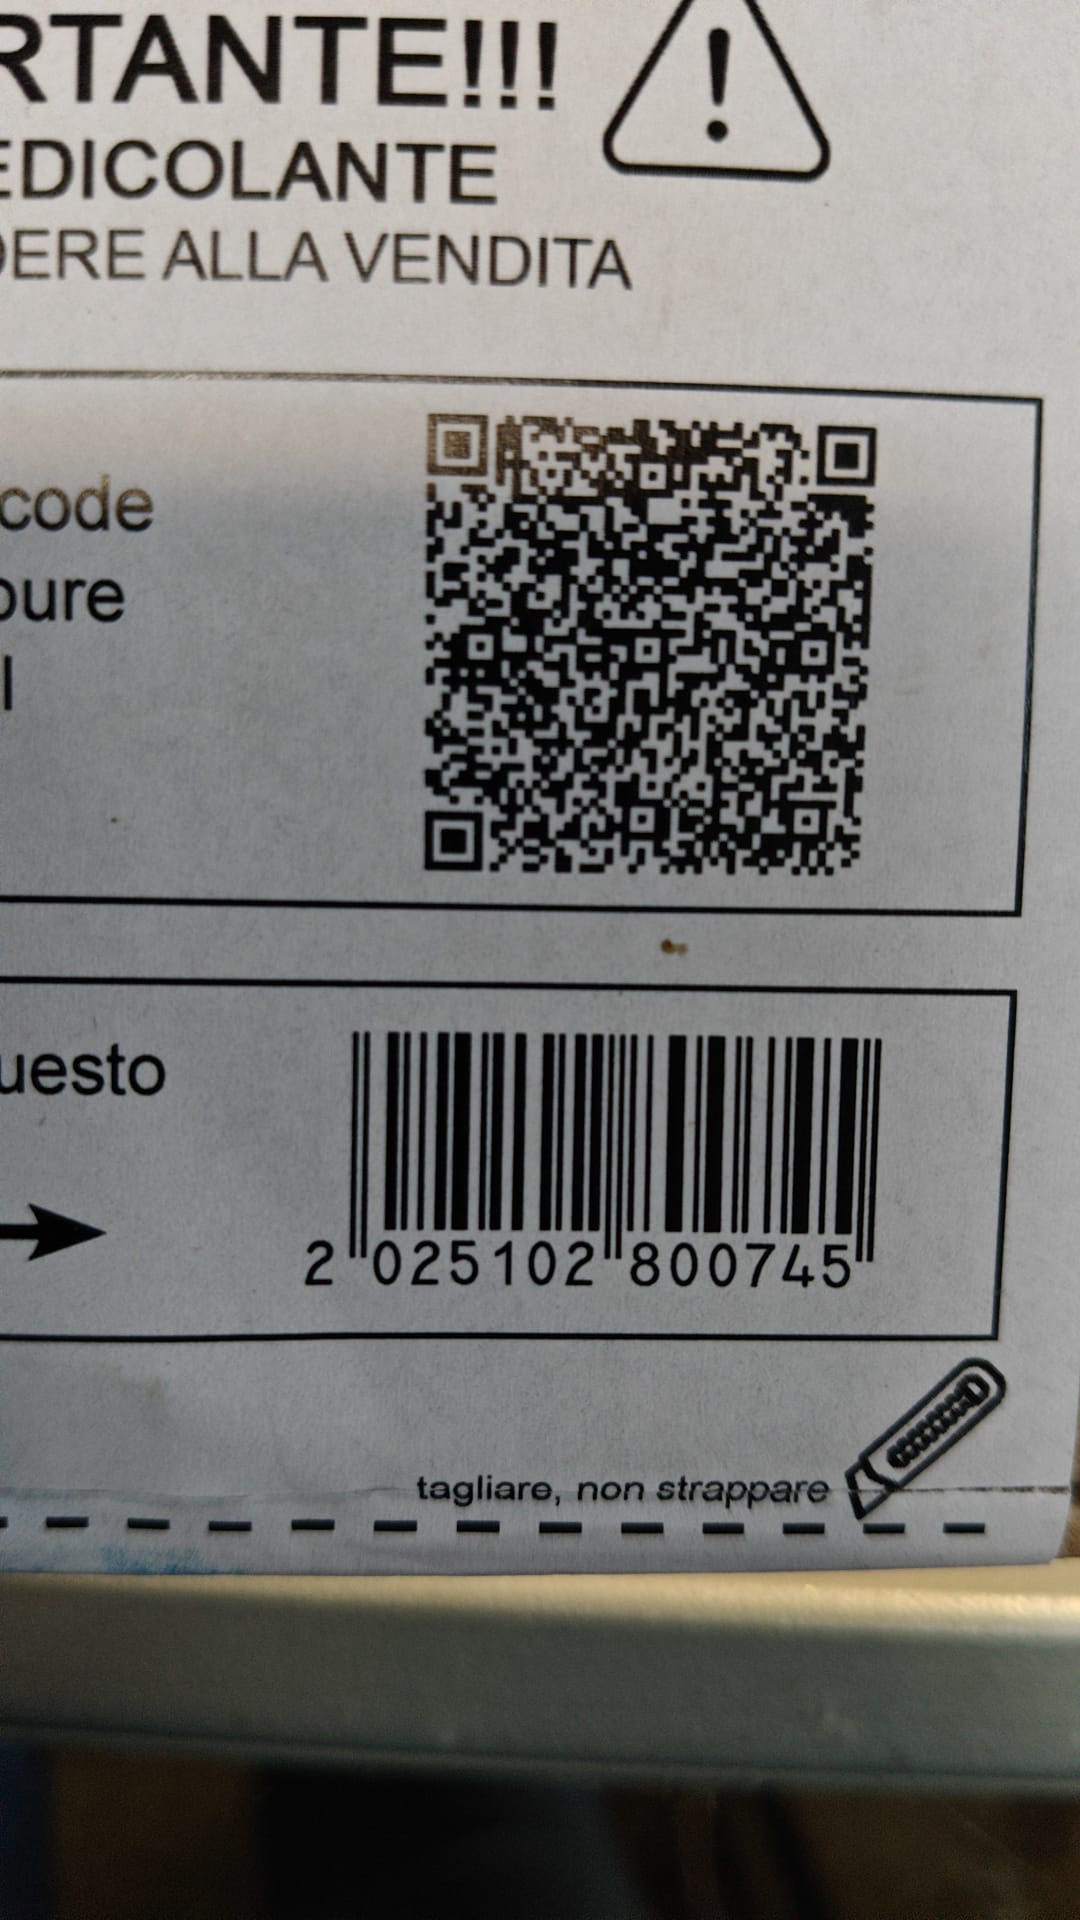 RTANTE!!!
EDICOLANTE
DERE ALLA VENDITA
code
pure
l
uesto
2 025102 800745
tagliare, non strappare